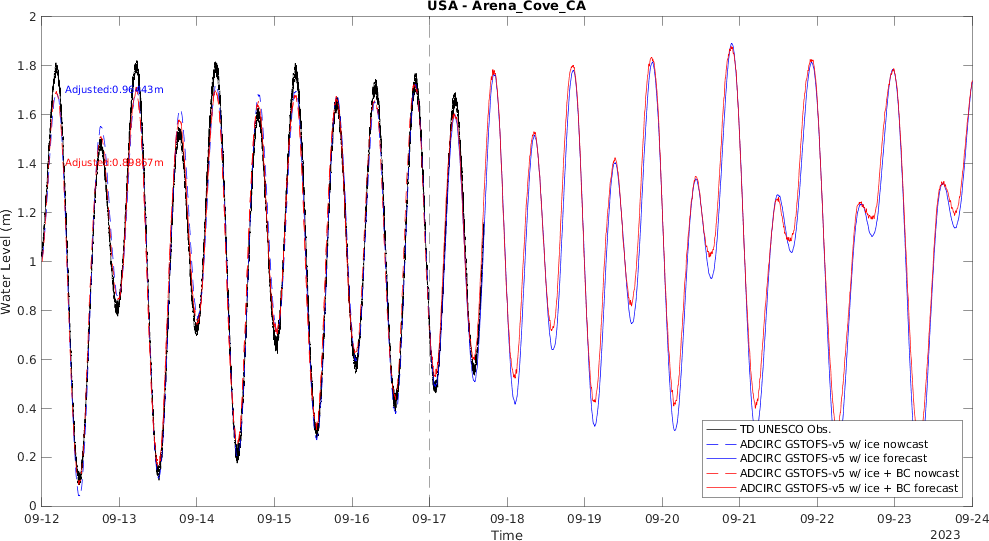 USA - Arena_Cove_CA
2
1.8
1.6
1.4
1.2
1
0.8
0.6
0.4
0.2
0
Water Level (m)
Adjusted:0.96643m
Adjusted:0.89867m
TD UNESCO Obs.
ADCIRC GSTOFS-v5 w/ ice nowcast
ADCIRC GSTOFS-v5 w/ ice forecast
ADCIRC GSTOFS-v5 w/ ice + BC nowcast
ADCIRC GSTOFS-v5 w/ ice + BC forecast
09-12 09-13 09-14 09-15 09-16 09-17 09-18 09-19 09-20 09-21 09-22 09-23 09-24
Time
2023